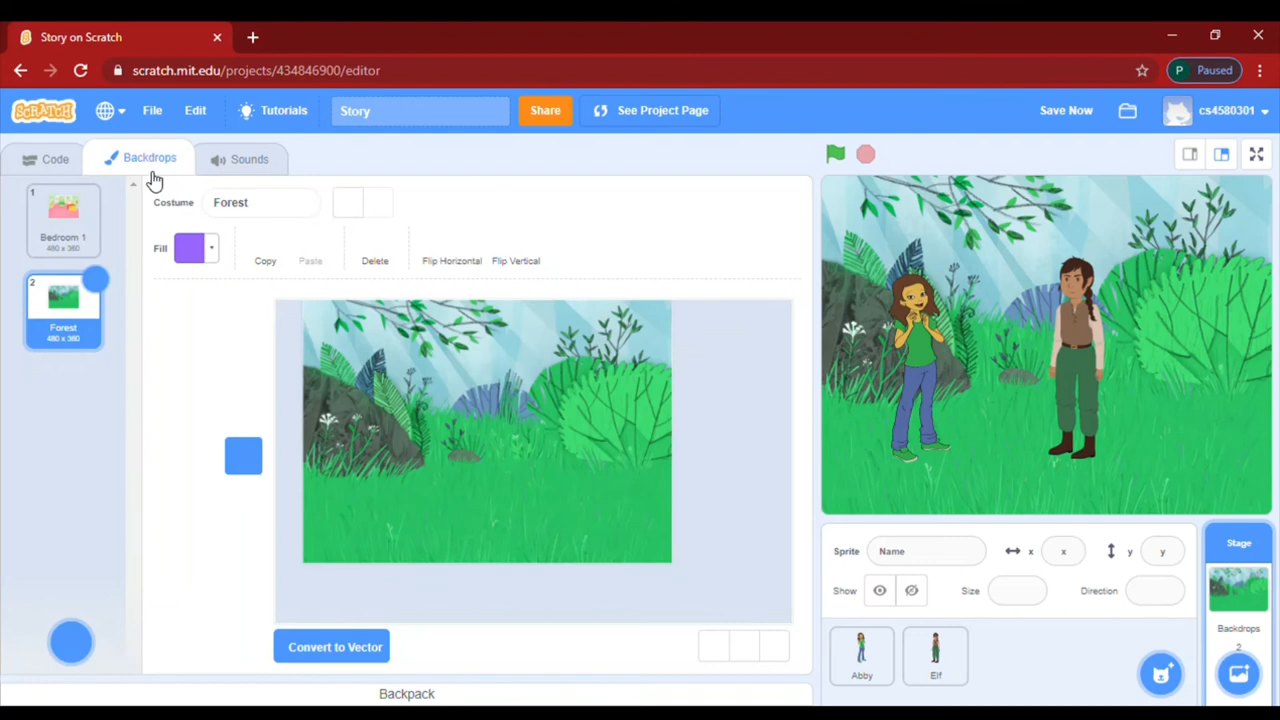 Story on Scratch
scratch.mit.edu/projects/434846900/editor
P Paused
SCRATCH File Edit Tutorials Story Share See Project Page Save Now cs4580301
Code Backdrops Sounds
1
Bedroom 1
480 x 360
2
Forest
480 x 360
Costume Forest
Fill Copy Paste Delete Flip Horizontal Flip Vertical
Convert to Vector
Backpack
Sprite Name x x y y
Show Size Direction
Abby Elf
Stage
Backdrops
2